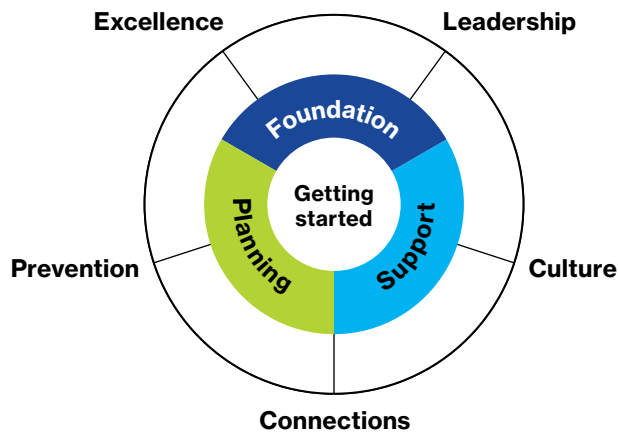 Excellence
Leadership
Foundation
Getting
started
Planning
Support
Prevention
Culture
Connections